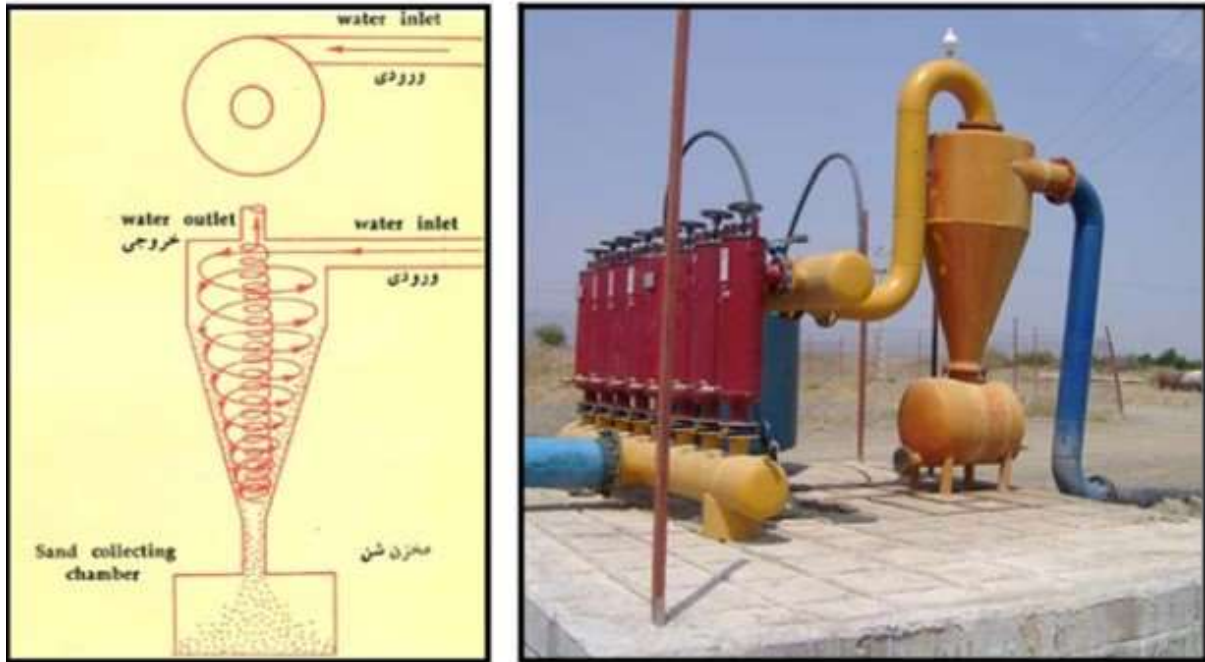 water inlet
ورودی
water outlet
خروجی
water inlet
ورودی
Sand collecting
chamber
مخزن شن